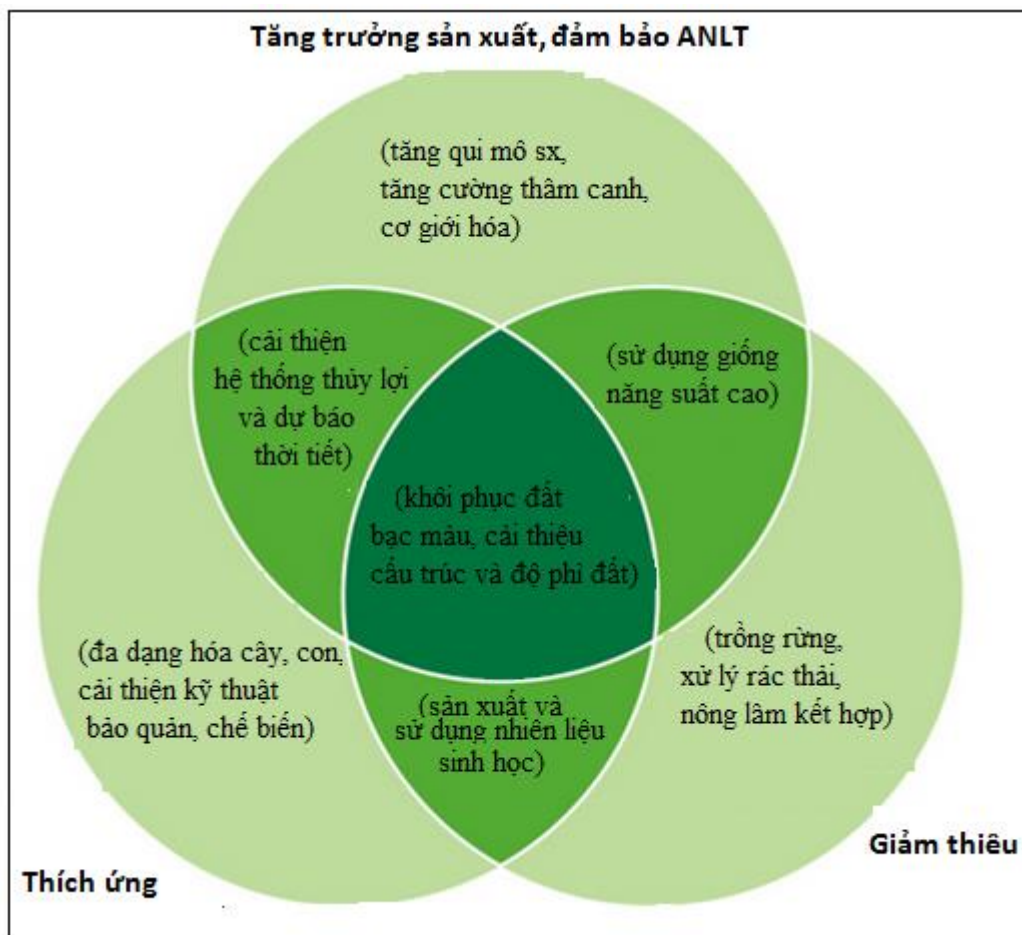 Tăng trưởng sản xuất, đảm bảo ANLT
(tăng qui mô sx,
tăng cường thâm canh,
cơ giới hóa)
(cải thiện
hệ thống thủy lợi
và dự báo
thời tiết)
(sử dụng giống
năng suất cao)
(khôi phục đất
bạc màu, cải thiệu
cấu trúc và độ phì đất)
(đa dạng hóa cây, con,
cải thiện kỹ thuật
bảo quản, chế biến)
(sản xuất và
sử dụng nhiên liệu
sinh học)
(trồng rừng,
xử lý rác thải,
nông lâm kết hợp)
Thích ứng
Giảm thiêu